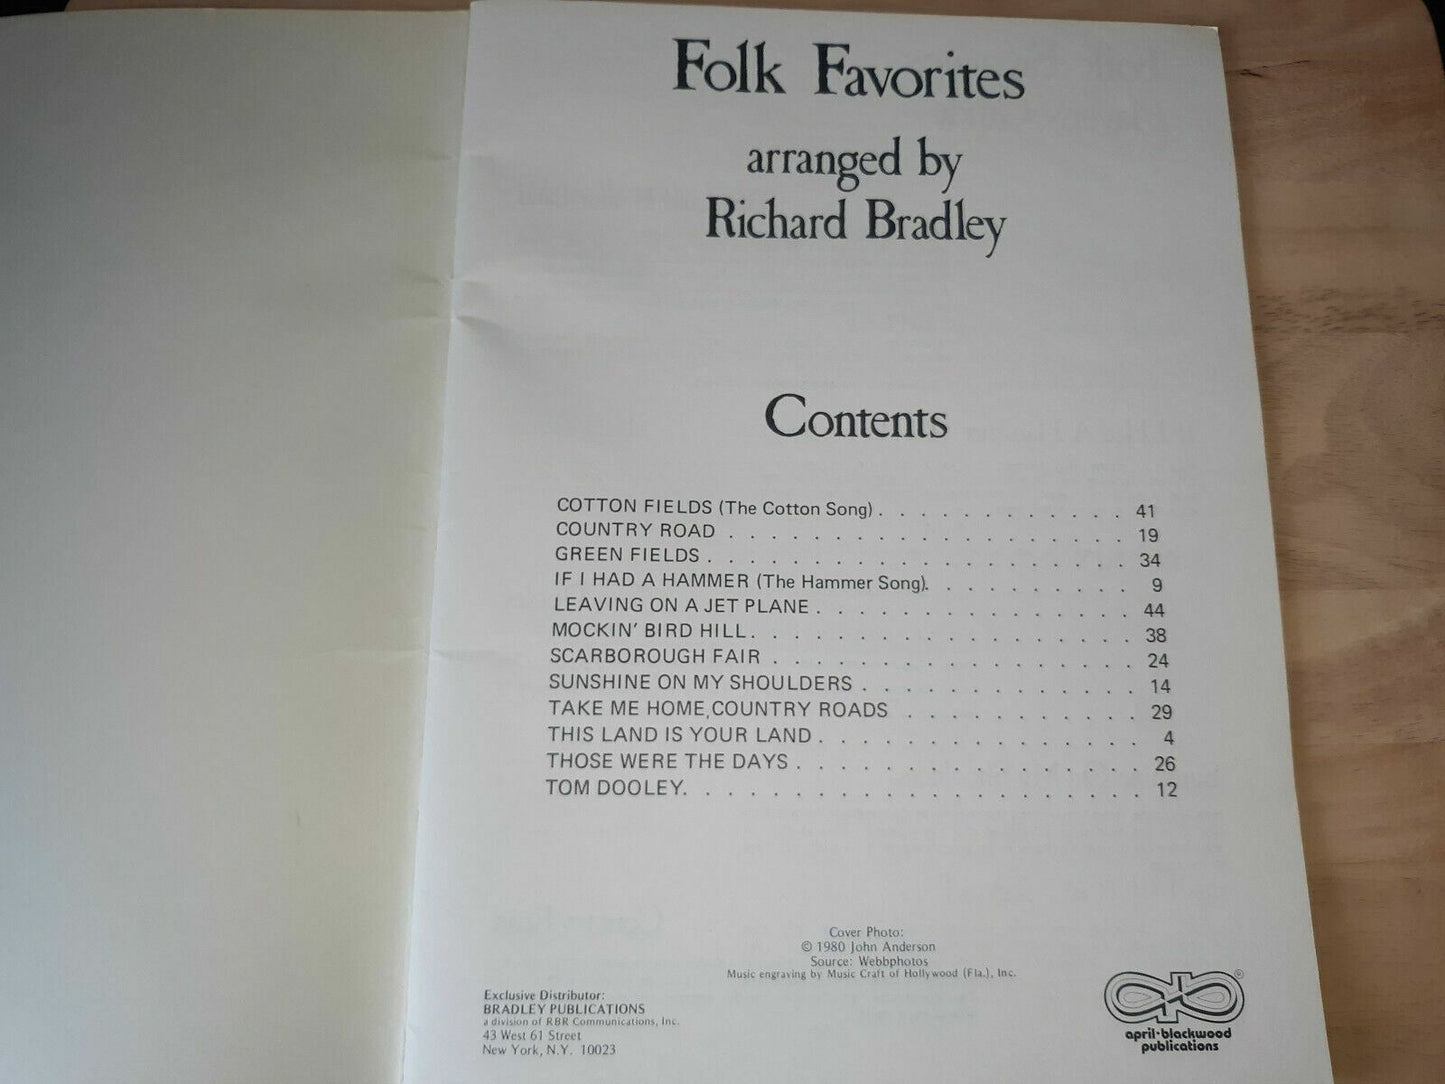 Folk Favorites
arranged by
Richard Bradley
Contents
COTTON FIELDS (The Cotton Song) . . . . . . . . . . . . 41
COUNTRY ROAD . . . . . . . . . . . . . . . . . . 19
GREEN FIELDS . . . . . . . . . . . . . . . . . . . 34
IF I HAD A HAMMER (The Hammer Song). . . . . . . . . . 9
LEAVING ON A JET PLANE . . . . . . . . . . . . . . 44
MOCKIN' BIRD HILL . . . . . . . . . . . . . . . . . 38
SCARBOROUGH FAIR . . . . . . . . . . . . . . . . 24
SUNSHINE ON MY SHOULDERS . . . . . . . . . . . . 14
TAKE ME HOME,COUNTRY ROADS . . . . . . . . . . 29
THIS LAND IS YOUR LAND . . . . . . . . . . . . . . 4
THOSE WERE THE DAYS . . . . . . . . . . . . . . . 26
TOM DOOLEY. . . . . . . . . . . . . . . . . . . . 12
Cover Photo:
© 1980 John Anderson
Source: Webbphotos
Music engraving by Music Craft of Hollywood (Fla.), Inc.
Exclusive Distributor:
BRADLEY PUBLICATIONS
a division of RBR Communications, Inc.
43 West 61 Street
New York, N.Y. 10023
®
april·blackwood
publications